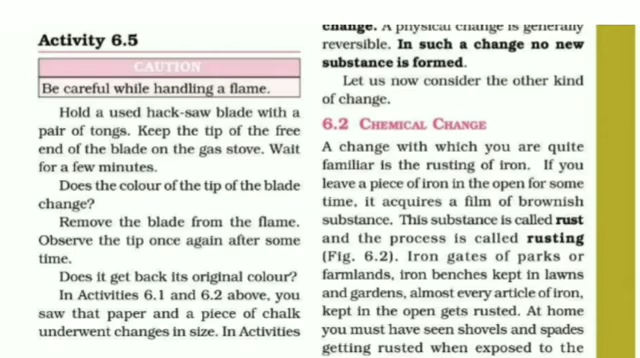 Activity 6.5
CAUTION
Be careful while handling a flame.
Hold a used hack-saw blade with a
pair of tongs. Keep the tip of the free
end of the blade on the gas stove. Wait
for a few minutes.
Does the colour of the tip of the blade
change?
Remove the blade from the flame.
Observe the tip once again after some
time.
Does it get back its original colour?
In Activities 6.1 and 6.2 above, you
saw that paper and a piece of chalk
underwent changes in size. In Activities
change. A physical change is generally
reversible. In such a change no new
substance is formed.
Let us now consider the other kind
of change.
6.2 CHEMICAL CHANGE
A change with which you are quite
familiar is the rusting of iron. If you
leave a piece of iron in the open for some
time, it acquires a film of brownish
substance. This substance is called rust
and the process is called rusting
(Fig. 6.2). Iron gates of parks or
farmlands, iron benches kept in lawns
and gardens, almost every article of iron,
kept in the open gets rusted. At home
you must have seen shovels and spades
getting rusted when exposed to the